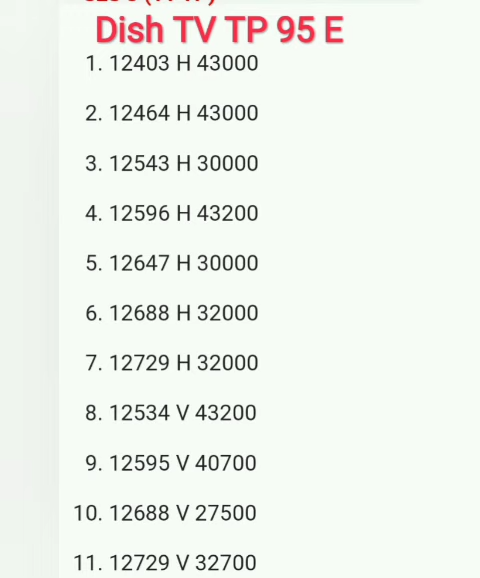 Dish TV TP 95 E
1. 12403 H 43000
2. 12464 H 43000
3. 12543 H 30000
4. 12596 H 43200
5. 12647 H 30000
6. 12688 H 32000
7. 12729 H 32000
8. 12534 V 43200
9. 12595 V 40700
10. 12688 V 27500
11. 12729 V 32700